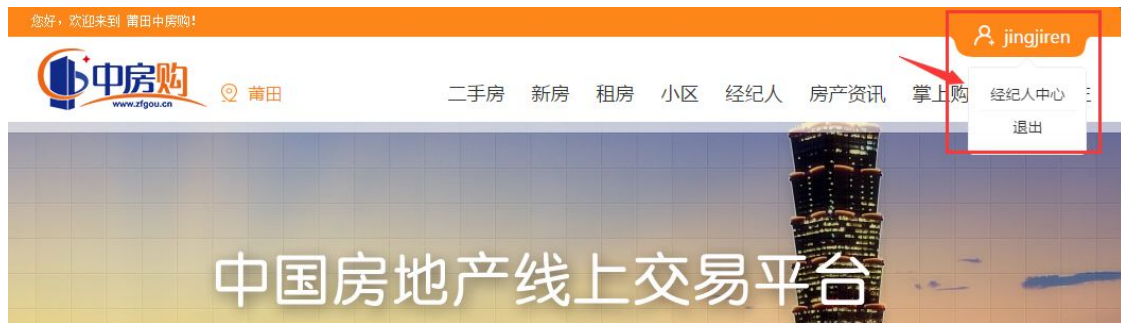 您好，欢迎来到 莆田中房购!
jingjiren
中房购
www.zfgou.cn
莆田
二手房 新房 租房 小区 经纪人 房产资讯 掌上购
经纪人中心
退出
中国房地产线上交易平台